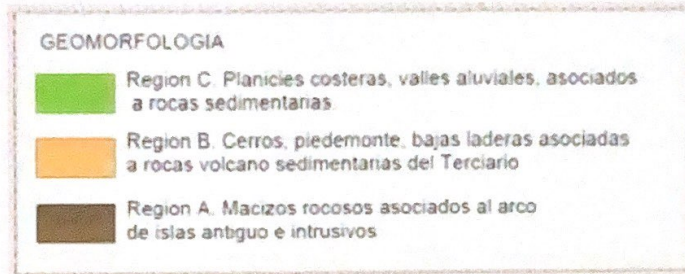 GEOMORFOLOGIA
Region C. Planicies costeras, valles aluviales, asociados
a rocas sedimentarias
Region B. Cerros, piedemonte, bajas laderas asociadas
a rocas volcano sedimentarias del Terciario
Region A. Macizos rocosos asociados al arco
de islas antiguo e intrusivos